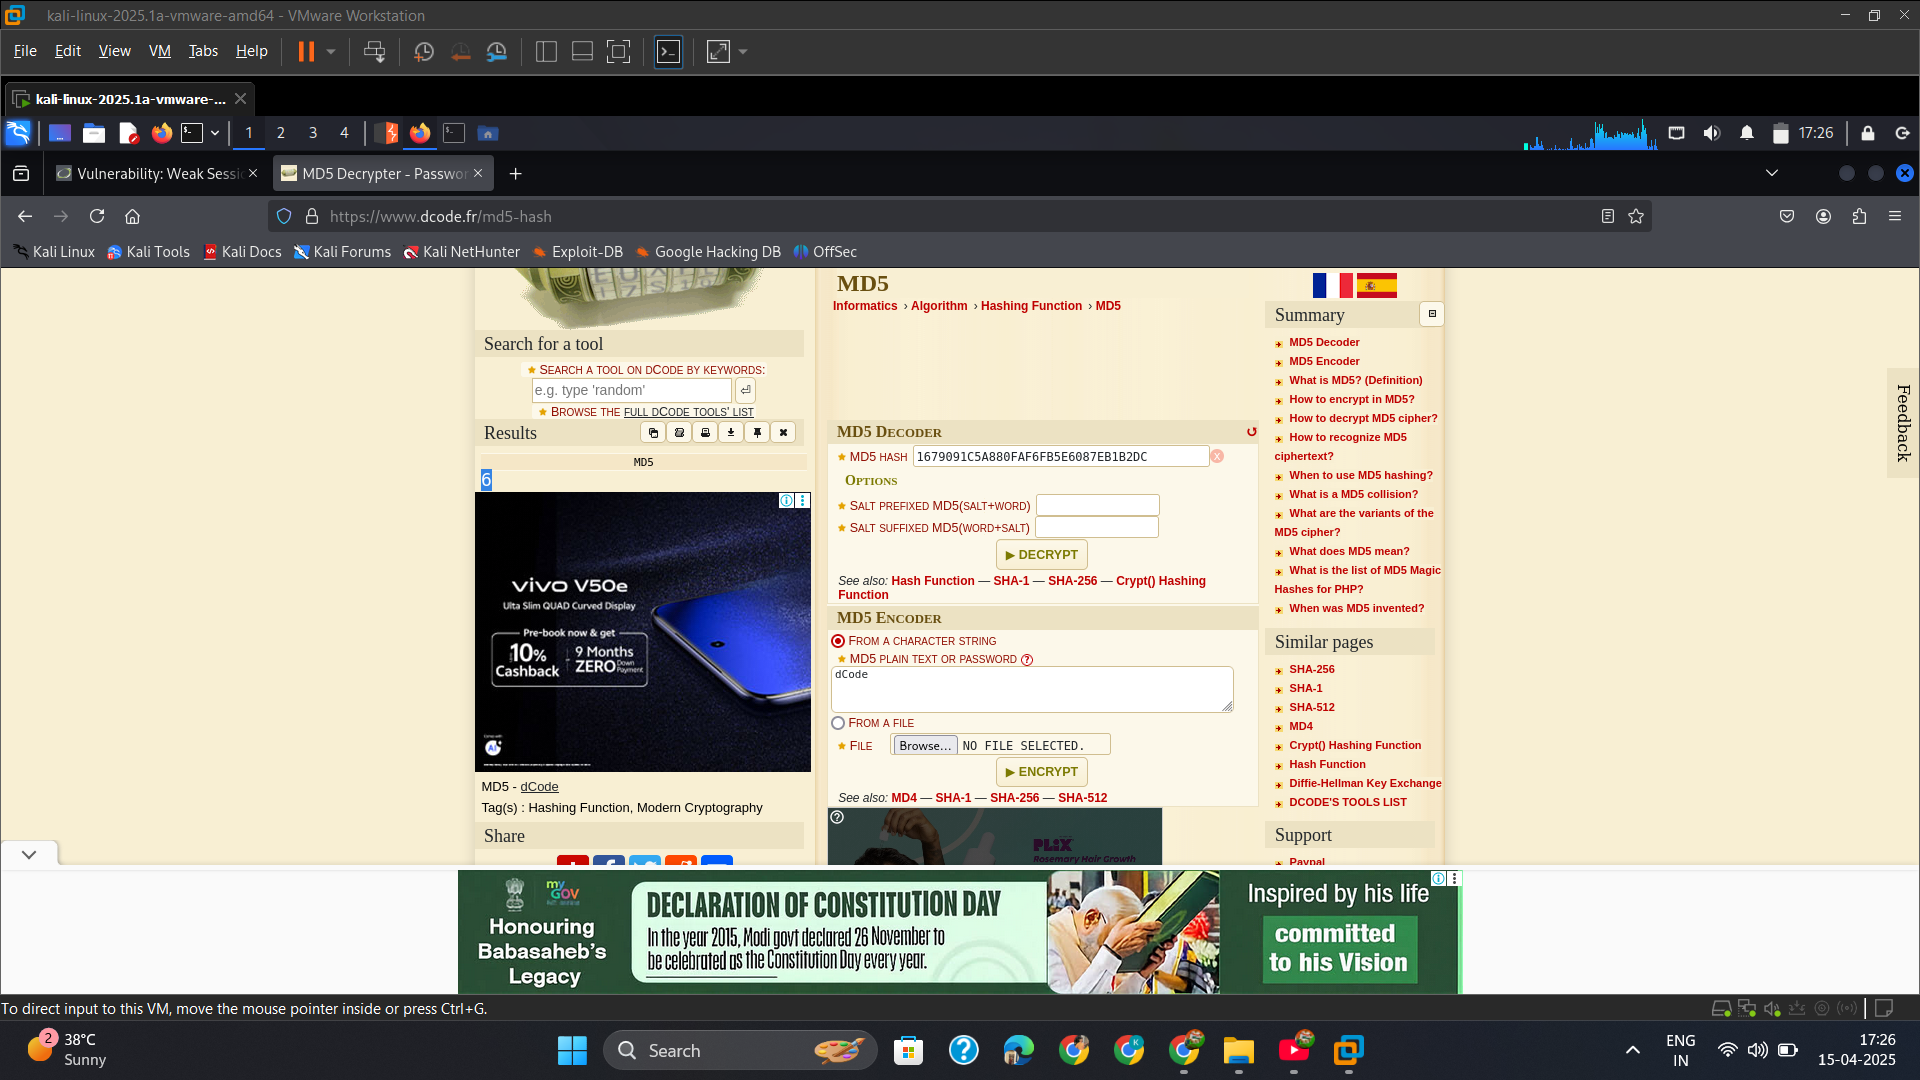 kali-linux-2025.1a-vmware-amd64 - VMware Workstation
File Edit View VM Tabs Help
kali-linux-2025.1a-vmware-...
1 2 3 4
17:26
Vulnerability: Weak Sessi
MD5 Decrypter - Passwor
https://www.dcode.fr/md5-hash
Kali Linux Kali Tools Kali Docs Kali Forums Kali NetHunter Exploit-DB Google Hacking DB OffSec
Search for a tool
SEARCH A TOOL ON DCODE BY KEYWORDS:
e.g. type 'random'
BROWSE THE FULL DCODE TOOLS' LIST
Results
MD5
6
vivo V50e
Ulta Slim QUAD Curved Display
Pre-book now & get
10% Cashback
9 Months ZERO Down Payment
MD5 - dCode
Tag(s) : Hashing Function, Modern Cryptography
Share
MD5
Informatics › Algorithm › Hashing Function › MD5
MD5 DECODER
MD5 HASH 1679091C5A880FAF6FB5E6087EB1B2DC
OPTIONS
SALT PREFIXED MD5(SALT+WORD)
SALT SUFFIXED MD5(WORD+SALT)
▶ DECRYPT
See also: Hash Function — SHA-1 — SHA-256 — Crypt() Hashing
Function
MD5 ENCODER
FROM A CHARACTER STRING
MD5 PLAIN TEXT OR PASSWORD ?
dCode
FROM A FILE
FILE Browse... NO FILE SELECTED.
▶ ENCRYPT
See also: MD4 — SHA-1 — SHA-256 — SHA-512
PLIX
Rosemary Hair Growth
Summary
MD5 Decoder
MD5 Encoder
What is MD5? (Definition)
How to encrypt in MD5?
How to decrypt MD5 cipher?
How to recognize MD5
ciphertext?
When to use MD5 hashing?
What is a MD5 collision?
What are the variants of the
MD5 cipher?
What does MD5 mean?
What is the list of MD5 Magic
Hashes for PHP?
When was MD5 invented?
Similar pages
SHA-256
SHA-1
SHA-512
MD4
Crypt() Hashing Function
Hash Function
Diffie-Hellman Key Exchange
DCODE'S TOOLS LIST
Support
Paypal
Feedback
my GOV
Honouring
Babasaheb's
Legacy
DECLARATION OF CONSTITUTION DAY
In the year 2015, Modi govt declared 26 November to
be celebrated as the Constitution Day every year.
Inspired by his life
committed
to his Vision
To direct input to this VM, move the mouse pointer inside or press Ctrl+G.
2
38°C
Sunny
Search
ENG
IN
17:26
15-04-2025